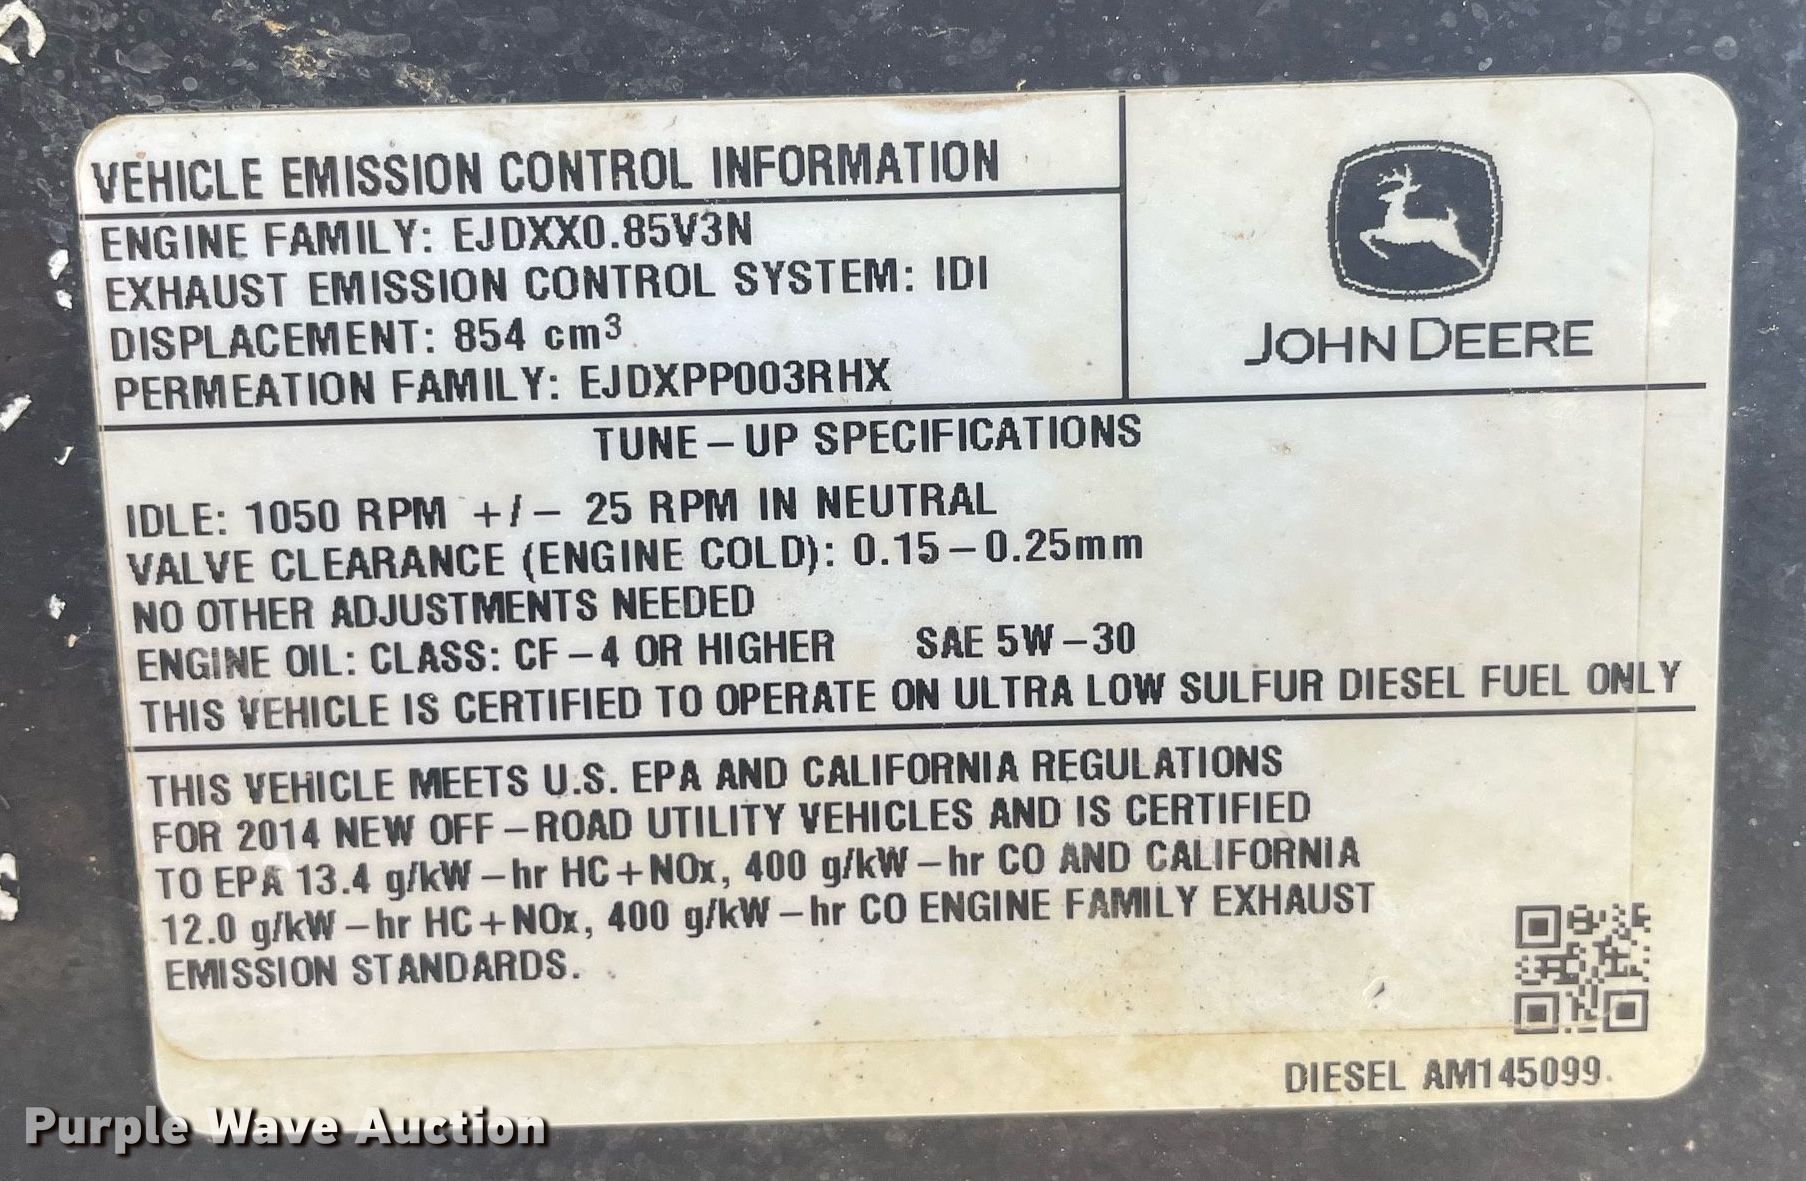 VEHICLE EMISSION CONTROL INFORMATION
ENGINE FAMILY: EJDXX0.85V3N
EXHAUST EMISSION CONTROL SYSTEM: IDI
DISPLACEMENT: 854 cm³
PERMEATION FAMILY: EJDXPP003RHX
JOHN DEERE
TUNE-UP SPECIFICATIONS
IDLE: 1050 RPM +/- 25 RPM IN NEUTRAL
VALVE CLEARANCE (ENGINE COLD): 0.15-0.25mm
NO OTHER ADJUSTMENTS NEEDED
ENGINE OIL: CLASS: CF-4 OR HIGHER SAE 5W-30
THIS VEHICLE IS CERTIFIED TO OPERATE ON ULTRA LOW SULFUR DIESEL FUEL ONLY
THIS VEHICLE MEETS U.S. EPA AND CALIFORNIA REGULATIONS
FOR 2014 NEW OFF-ROAD UTILITY VEHICLES AND IS CERTIFIED
TO EPA 13.4 g/kW-hr HC+NOx, 400 g/kW-hr CO AND CALIFORNIA
12.0 g/kW-hr HC+NOx, 400 g/kW-hr CO ENGINE FAMILY EXHAUST
EMISSION STANDARDS.
DIESEL AM145099.
Purple Wave Auction